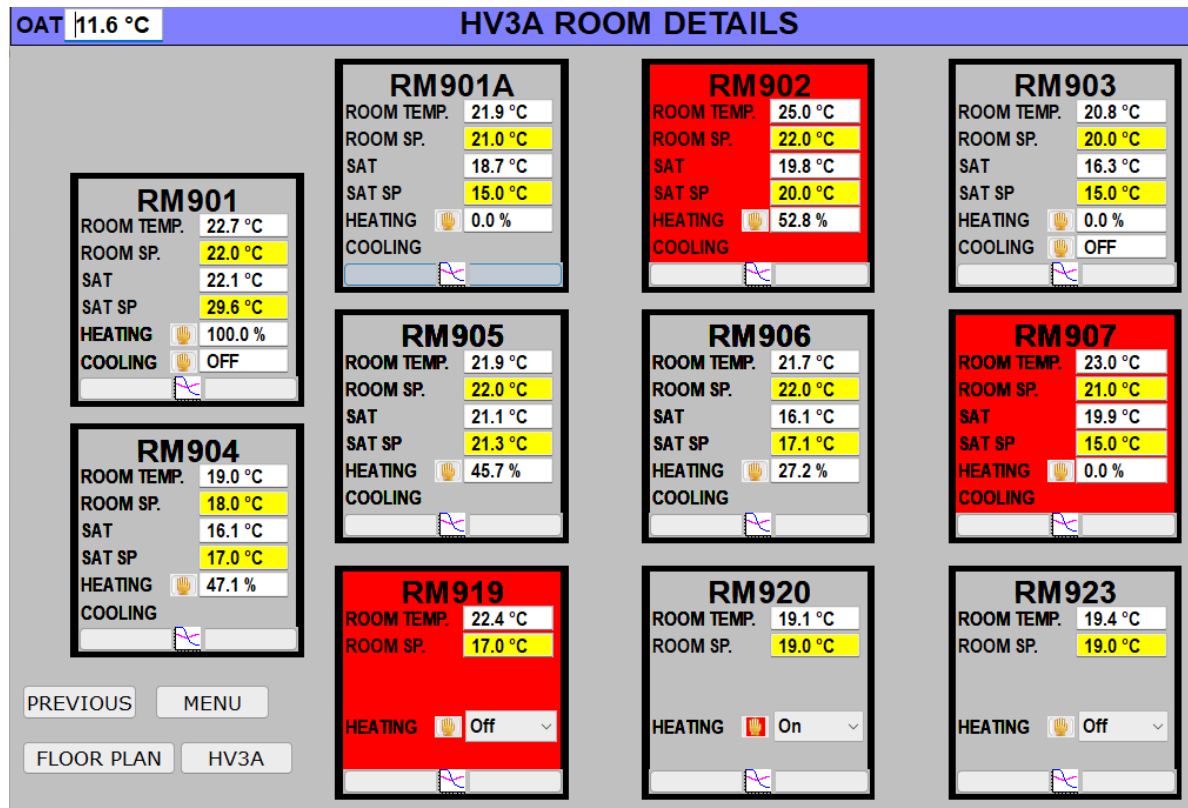 OAT 11.6 °C HV3A ROOM DETAILS
RM901
ROOM TEMP. 22.7 °C
ROOM SP. 22.0 °C
SAT 22.1 °C
SAT SP 29.6 °C
HEATING 100.0 %
COOLING OFF
RM901A
ROOM TEMP. 21.9 °C
ROOM SP. 21.0 °C
SAT 18.7 °C
SAT SP 15.0 °C
HEATING 0.0 %
COOLING
RM902
ROOM TEMP. 25.0 °C
ROOM SP. 22.0 °C
SAT 19.8 °C
SAT SP 20.0 °C
HEATING 52.8 %
COOLING
RM903
ROOM TEMP. 20.8 °C
ROOM SP. 20.0 °C
SAT 16.3 °C
SAT SP 15.0 °C
HEATING 0.0 %
COOLING OFF
RM904
ROOM TEMP. 19.0 °C
ROOM SP. 18.0 °C
SAT 16.1 °C
SAT SP 17.0 °C
HEATING 47.1 %
COOLING
RM905
ROOM TEMP. 21.9 °C
ROOM SP. 22.0 °C
SAT 21.1 °C
SAT SP 21.3 °C
HEATING 45.7 %
COOLING
RM906
ROOM TEMP. 21.7 °C
ROOM SP. 22.0 °C
SAT 16.1 °C
SAT SP 17.1 °C
HEATING 27.2 %
COOLING
RM907
ROOM TEMP. 23.0 °C
ROOM SP. 21.0 °C
SAT 19.9 °C
SAT SP 15.0 °C
HEATING 0.0 %
COOLING
RM919
ROOM TEMP. 22.4 °C
ROOM SP. 17.0 °C
HEATING Off
RM920
ROOM TEMP. 19.1 °C
ROOM SP. 19.0 °C
HEATING On
RM923
ROOM TEMP. 19.4 °C
ROOM SP. 19.0 °C
HEATING Off
PREVIOUS MENU
FLOOR PLAN HV3A